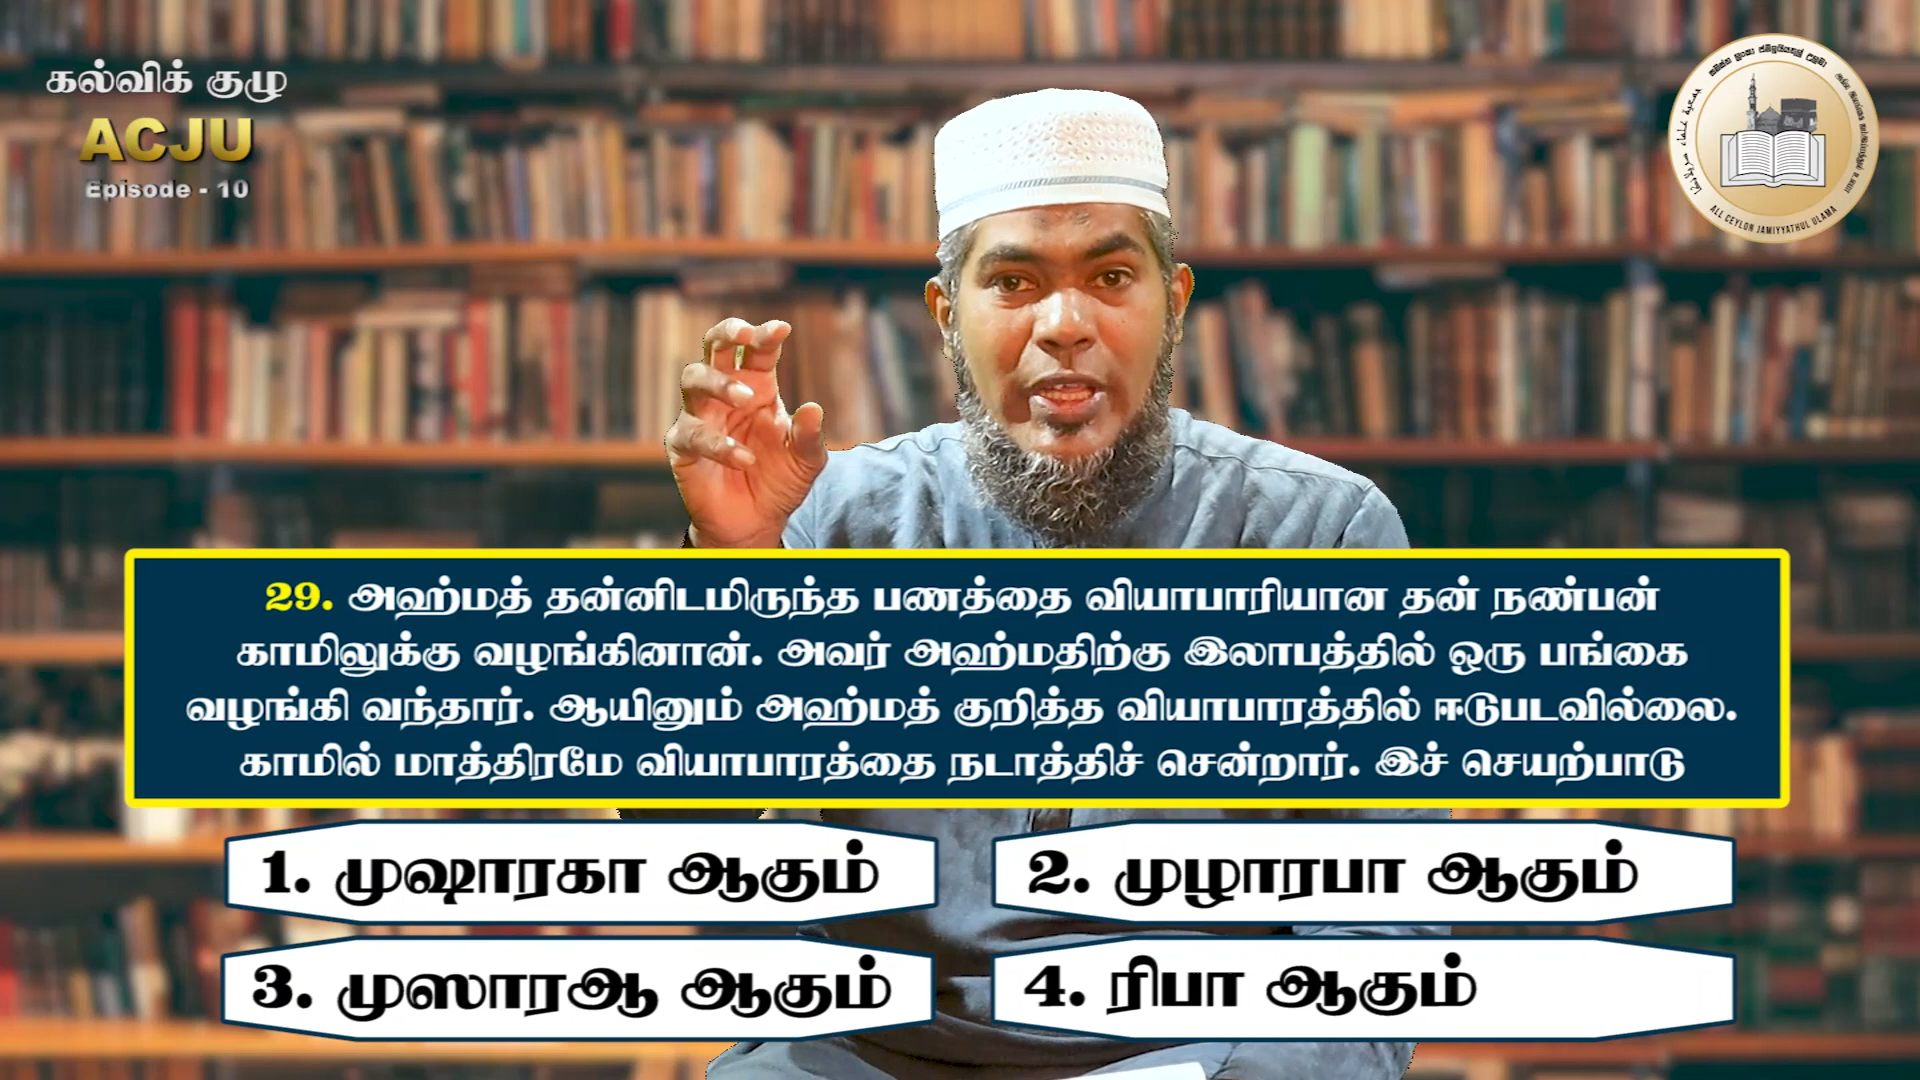 கல்விக் குழு
ACJU
Episode - 10
ALL CEYLON JAMIYYATHUL ULAMA
29. அஹ்மத் தன்னிடமிருந்த பணத்தை வியாபாரியான தன் நண்பன்
காமிலுக்கு வழங்கினான். அவர் அஹ்மதிற்கு இலாபத்தில் ஒரு பங்கை
வழங்கி வந்தார். ஆயினும் அஹ்மத் குறித்த வியாபாரத்தில் ஈடுபடவில்லை.
காமில் மாத்திரமே வியாபாரத்தை நடாத்திச் சென்றார். இச் செயற்பாடு
1. முஷாரகா ஆகும்
2. முழாரபா ஆகும்
3. முஸாரஆ ஆகும்
4. ரிபா ஆகும்